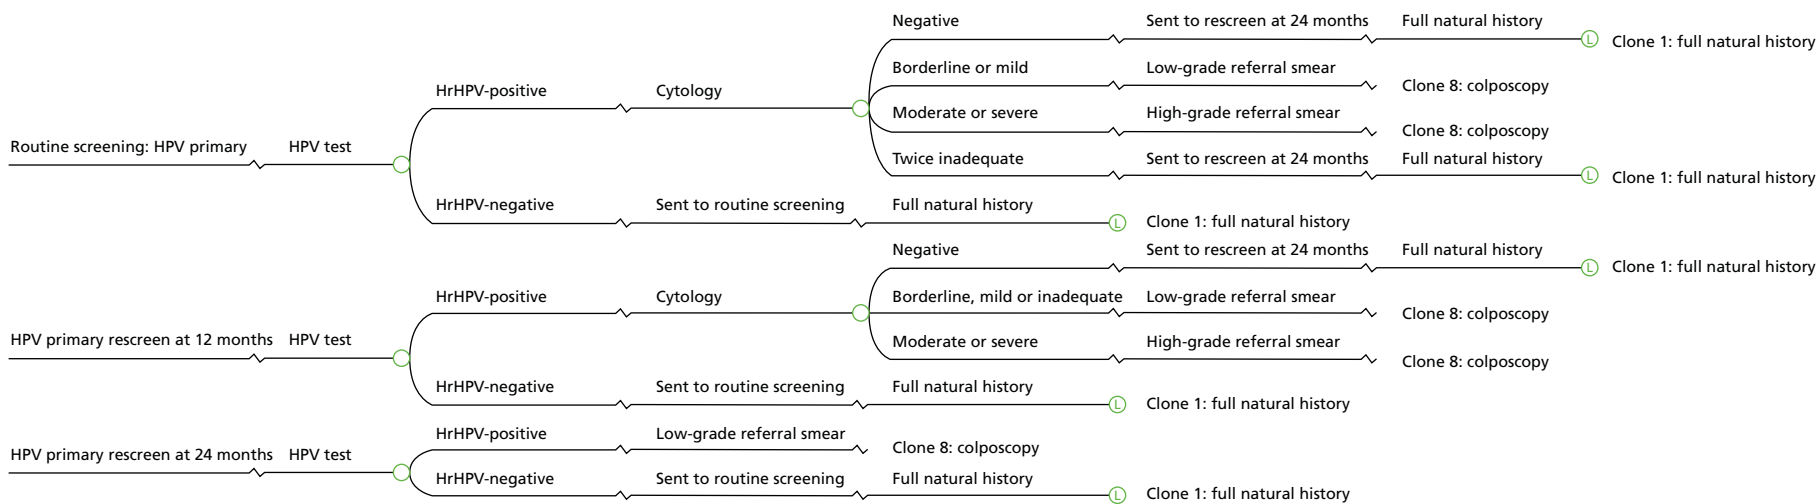 Negative
Sent to rescreen at 24 months
Full natural history
L
Clone 1: full natural history
HrHPV-positive
Cytology
Borderline or mild
Low-grade referral smear
Clone 8: colposcopy
Moderate or severe
High-grade referral smear
Clone 8: colposcopy
Routine screening: HPV primary
HPV test
Twice inadequate
Sent to rescreen at 24 months
Full natural history
L
Clone 1: full natural history
HrHPV-negative
Sent to routine screening
Full natural history
L
Clone 1: full natural history
Negative
Sent to rescreen at 24 months
Full natural history
L
Clone 1: full natural history
HrHPV-positive
Cytology
Borderline, mild or inadequate
Low-grade referral smear
Clone 8: colposcopy
HPV primary rescreen at 12 months
HPV test
Moderate or severe
High-grade referral smear
Clone 8: colposcopy
HrHPV-negative
Sent to routine screening
Full natural history
L
Clone 1: full natural history
HrHPV-positive
Low-grade referral smear
Clone 8: colposcopy
HPV primary rescreen at 24 months
HPV test
HrHPV-negative
Sent to routine screening
Full natural history
L
Clone 1: full natural history